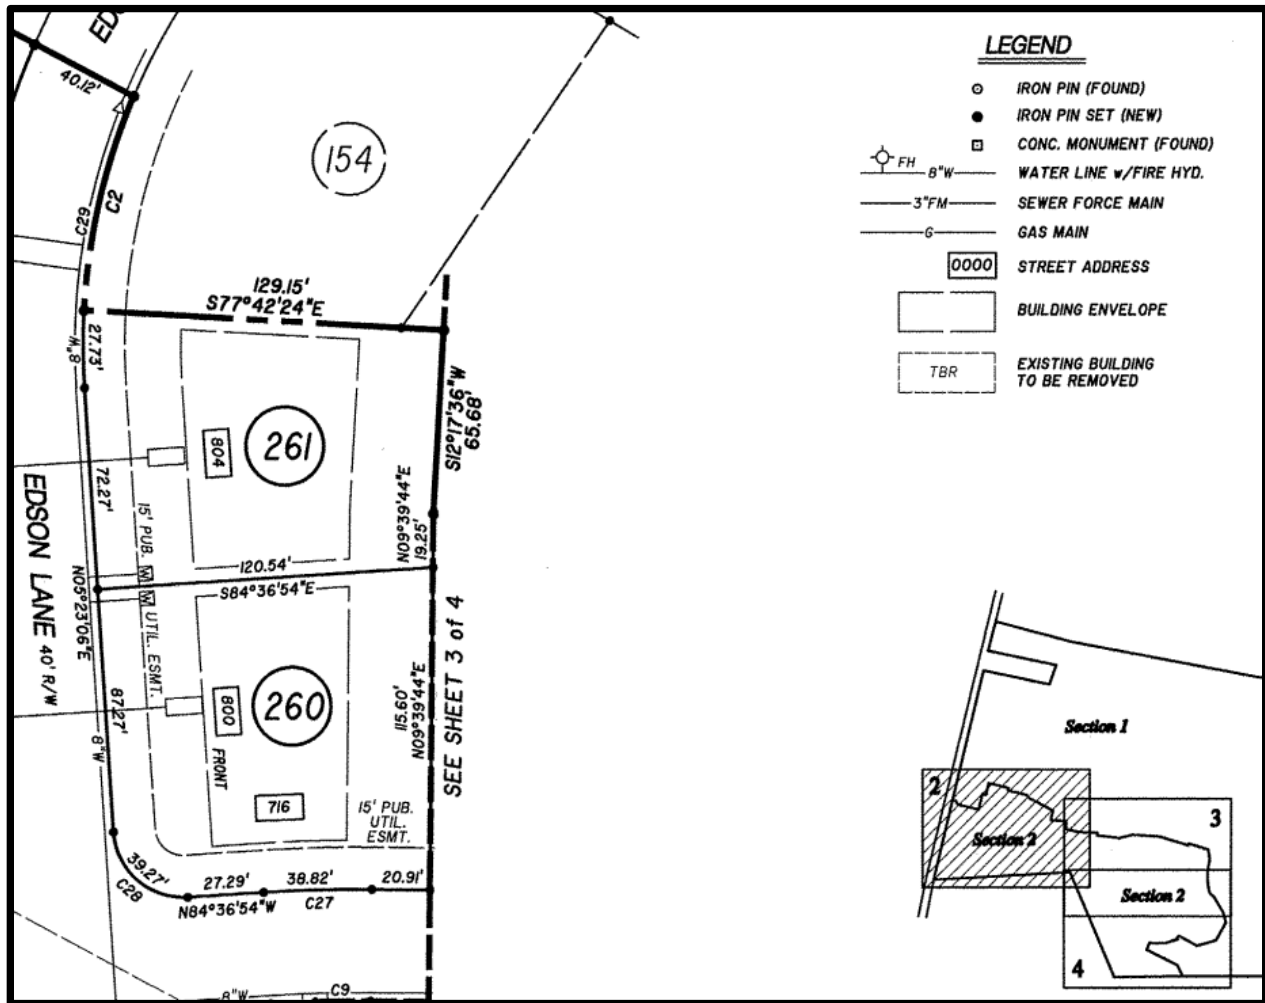 ED
40.12'
154
C2
C29
129.15'
S77°42'24"E
27.73'
8"W
S12°17'36"W
65.68'
261
804
72.27'
EDSON LANE 40' R/W
15' PUB.
UTIL. ESMT.
W
W
N09°39'44"E
19.25'
120.54'
S84°36'54"E
N05°23'06"E
SEE SHEET 3 of 4
260
800
FRONT
716
115.60'
N09°39'44"E
87.27'
8"W
15' PUB.
UTIL.
ESMT.
39.27'
C28
27.29'
N84°36'54"W
38.82'
C27
20.91'
8"W
C9
LEGEND
IRON PIN (FOUND)
IRON PIN SET (NEW)
CONC. MONUMENT (FOUND)
FH
8"W
WATER LINE w/FIRE HYD.
3"FM
SEWER FORCE MAIN
G
GAS MAIN
0000
STREET ADDRESS
BUILDING ENVELOPE
TBR
EXISTING BUILDING
TO BE REMOVED
Section 1
2
Section 2
3
Section 2
4